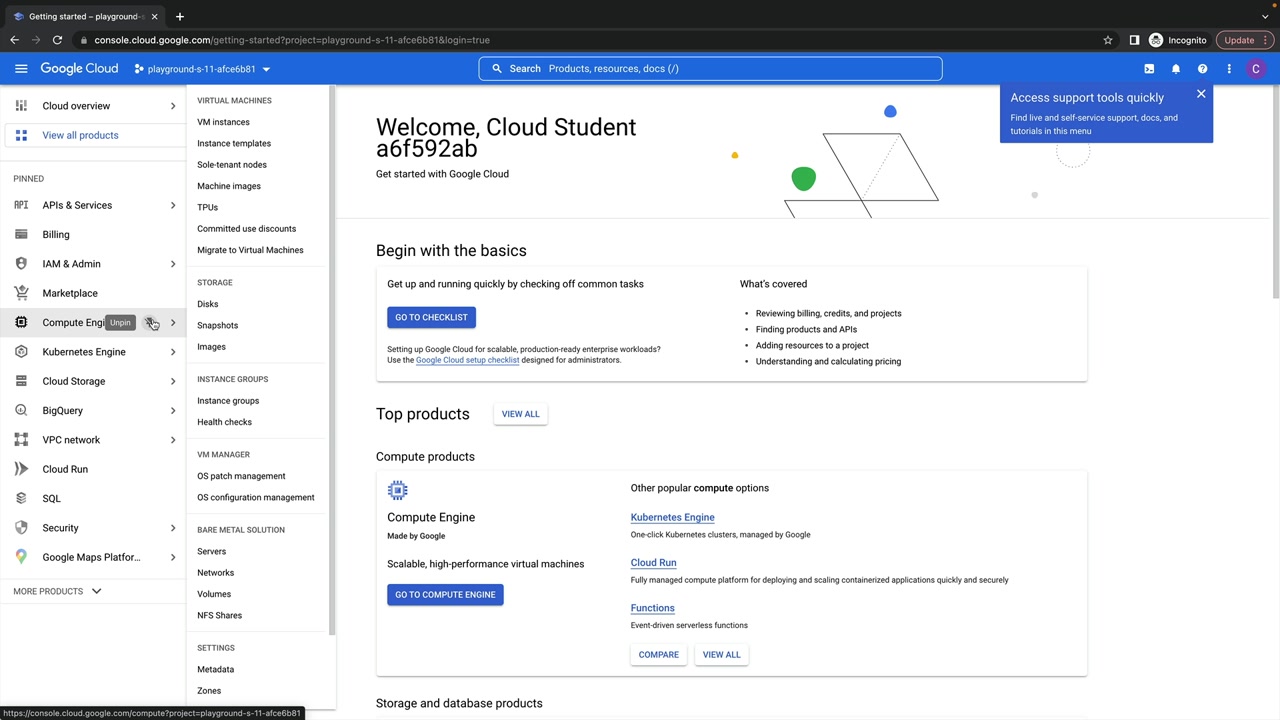 Getting started – playground-s-
console.cloud.google.com/getting-started?project=playground-s-11-afce6b81&login=true
Incognito
Update
Google Cloud
playground-s-11-afce6b81
Search Products, resources, docs (/)
C
Cloud overview
View all products
PINNED
API APIs & Services
Billing
IAM & Admin
Marketplace
Compute Engi
Unpin
Kubernetes Engine
Cloud Storage
BigQuery
VPC network
Cloud Run
SQL
Security
Google Maps Platfor...
MORE PRODUCTS
VIRTUAL MACHINES
VM instances
Instance templates
Sole-tenant nodes
Machine images
TPUs
Committed use discounts
Migrate to Virtual Machines
STORAGE
Disks
Snapshots
Images
INSTANCE GROUPS
Instance groups
Health checks
VM MANAGER
OS patch management
OS configuration management
BARE METAL SOLUTION
Servers
Networks
Volumes
NFS Shares
SETTINGS
Metadata
Zones
Welcome, Cloud Student
a6f592ab
Get started with Google Cloud
Access support tools quickly
Find live and self-service support, docs, and
tutorials in this menu
Begin with the basics
Get up and running quickly by checking off common tasks
GO TO CHECKLIST
Setting up Google Cloud for scalable, production-ready enterprise workloads?
Use the Google Cloud setup checklist designed for administrators.
What's covered
• Reviewing billing, credits, and projects
• Finding products and APIs
• Adding resources to a project
• Understanding and calculating pricing
Top products
VIEW ALL
Compute products
Compute Engine
Made by Google
Scalable, high-performance virtual machines
GO TO COMPUTE ENGINE
Other popular compute options
Kubernetes Engine
One-click Kubernetes clusters, managed by Google
Cloud Run
Fully managed compute platform for deploying and scaling containerized applications quickly and securely
Functions
Event-driven serverless functions
COMPARE
VIEW ALL
Storage and database products
https://console.cloud.google.com/compute?project=playground-s-11-afce6b81